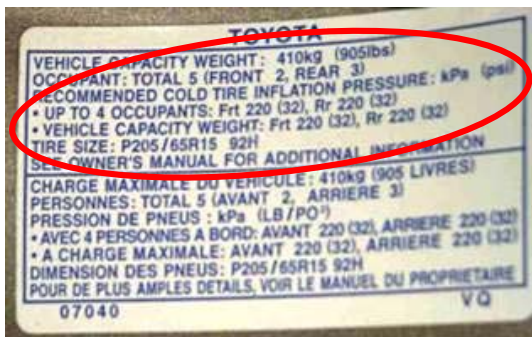 TOYOTA
VEHICLE CAPACITY WEIGHT: 410kg (905lbs)
OCCUPANT: TOTAL 5 (FRONT 2, REAR 3)
RECOMMENDED COLD TIRE INFLATION PRESSURE: kPa (psi)
• UP TO 4 OCCUPANTS: Frt 220 (32), Rr 220 (32)
• VEHICLE CAPACITY WEIGHT: Frt 220 (32), Rr 220 (32)
TIRE SIZE: P205/65R15 92H
SEE OWNER'S MANUAL FOR ADDITIONAL INFORMATION
CHARGE MAXIMALE DU VEHICULE: 410kg (905 LIVRES)
PERSONNES: TOTAL 5 (AVANT 2, ARRIERE 3)
PRESSION DE PNEUS: kPa (LB/PO²)
• AVEC 4 PERSONNES A BORD: AVANT 220 (32), ARRIERE 220 (32)
• A CHARGE MAXIMALE: AVANT 220 (32), ARRIERE 220 (32)
DIMENSION DES PNEUS: P205/65R15 92H
POUR DE PLUS AMPLES DETAILS, VOIR LE MANUEL DU PROPRIETAIRE
07040 VQ